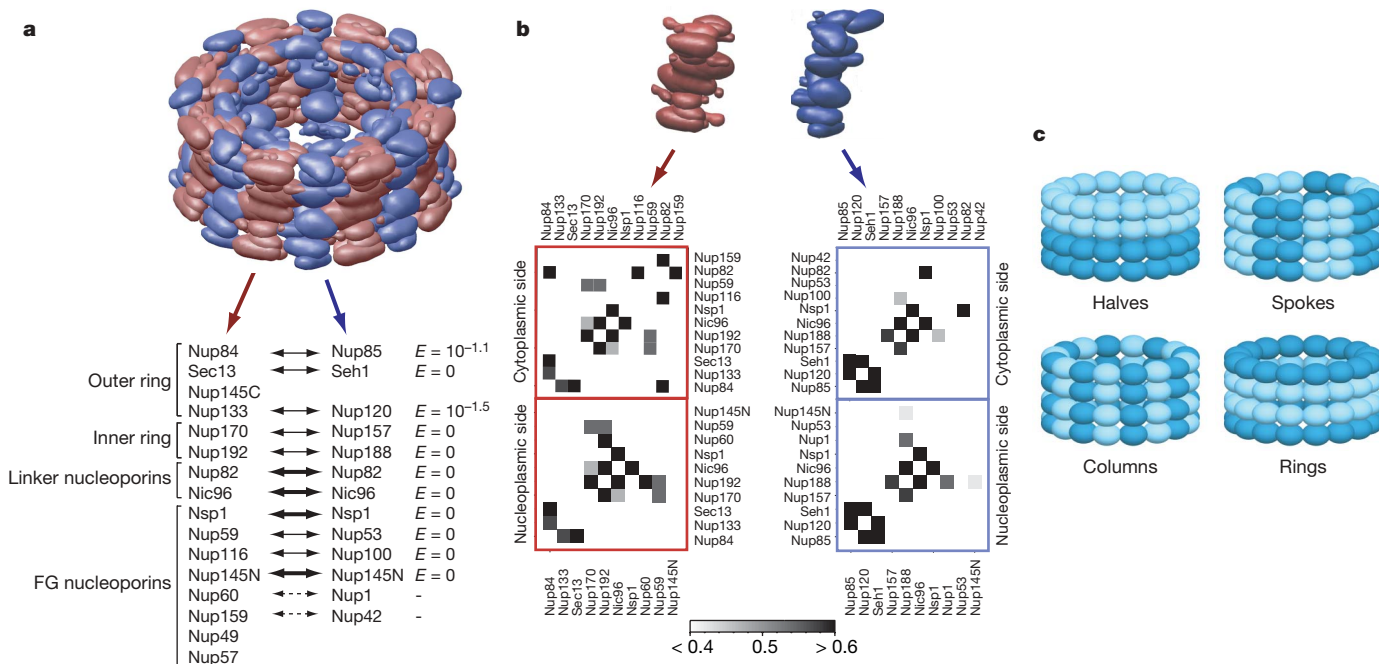 a
Outer ring
Nup84 Nup85 E = 10⁻¹·¹
Sec13 Seh1 E = 0
Nup145C
Nup133 Nup120 E = 10⁻¹·⁵
Inner ring
Nup170 Nup157 E = 0
Nup192 Nup188 E = 0
Linker nucleoporins
Nup82 Nup82 E = 0
Nic96 Nic96 E = 0
FG nucleoporins
Nsp1 Nsp1 E = 0
Nup59 Nup53 E = 0
Nup116 Nup100 E = 0
Nup145N Nup145N E = 0
Nup60 Nup1 -
Nup159 Nup42 -
Nup49
Nup57
b
Nup84
Nup133
Sec13
Nup170
Nup192
Nic96
Nsp1
Nup116
Nup59
Nup82
Nup159
Cytoplasmic side
Nup159
Nup82
Nup59
Nup116
Nsp1
Nic96
Nup192
Nup170
Sec13
Nup133
Nup84
Nucleoplasmic side
Nup145N
Nup59
Nup60
Nsp1
Nic96
Nup192
Nup170
Sec13
Nup133
Nup84
Nup84
Nup133
Sec13
Nup170
Nup192
Nic96
Nsp1
Nup60
Nup59
Nup145N
Nup85
Nup120
Seh1
Nup157
Nup188
Nic96
Nsp1
Nup100
Nup53
Nup82
Nup42
Nup42
Nup82
Nup53
Nup100
Nsp1
Nic96
Nup188
Nup157
Seh1
Nup120
Nup85
Cytoplasmic side
Nup145N
Nup53
Nup1
Nsp1
Nic96
Nup188
Nup157
Seh1
Nup120
Nup85
Nucleoplasmic side
Nup85
Nup120
Seh1
Nup157
Nup188
Nic96
Nsp1
Nup1
Nup53
Nup145N
< 0.4 0.5 > 0.6
c
Halves Spokes
Columns Rings